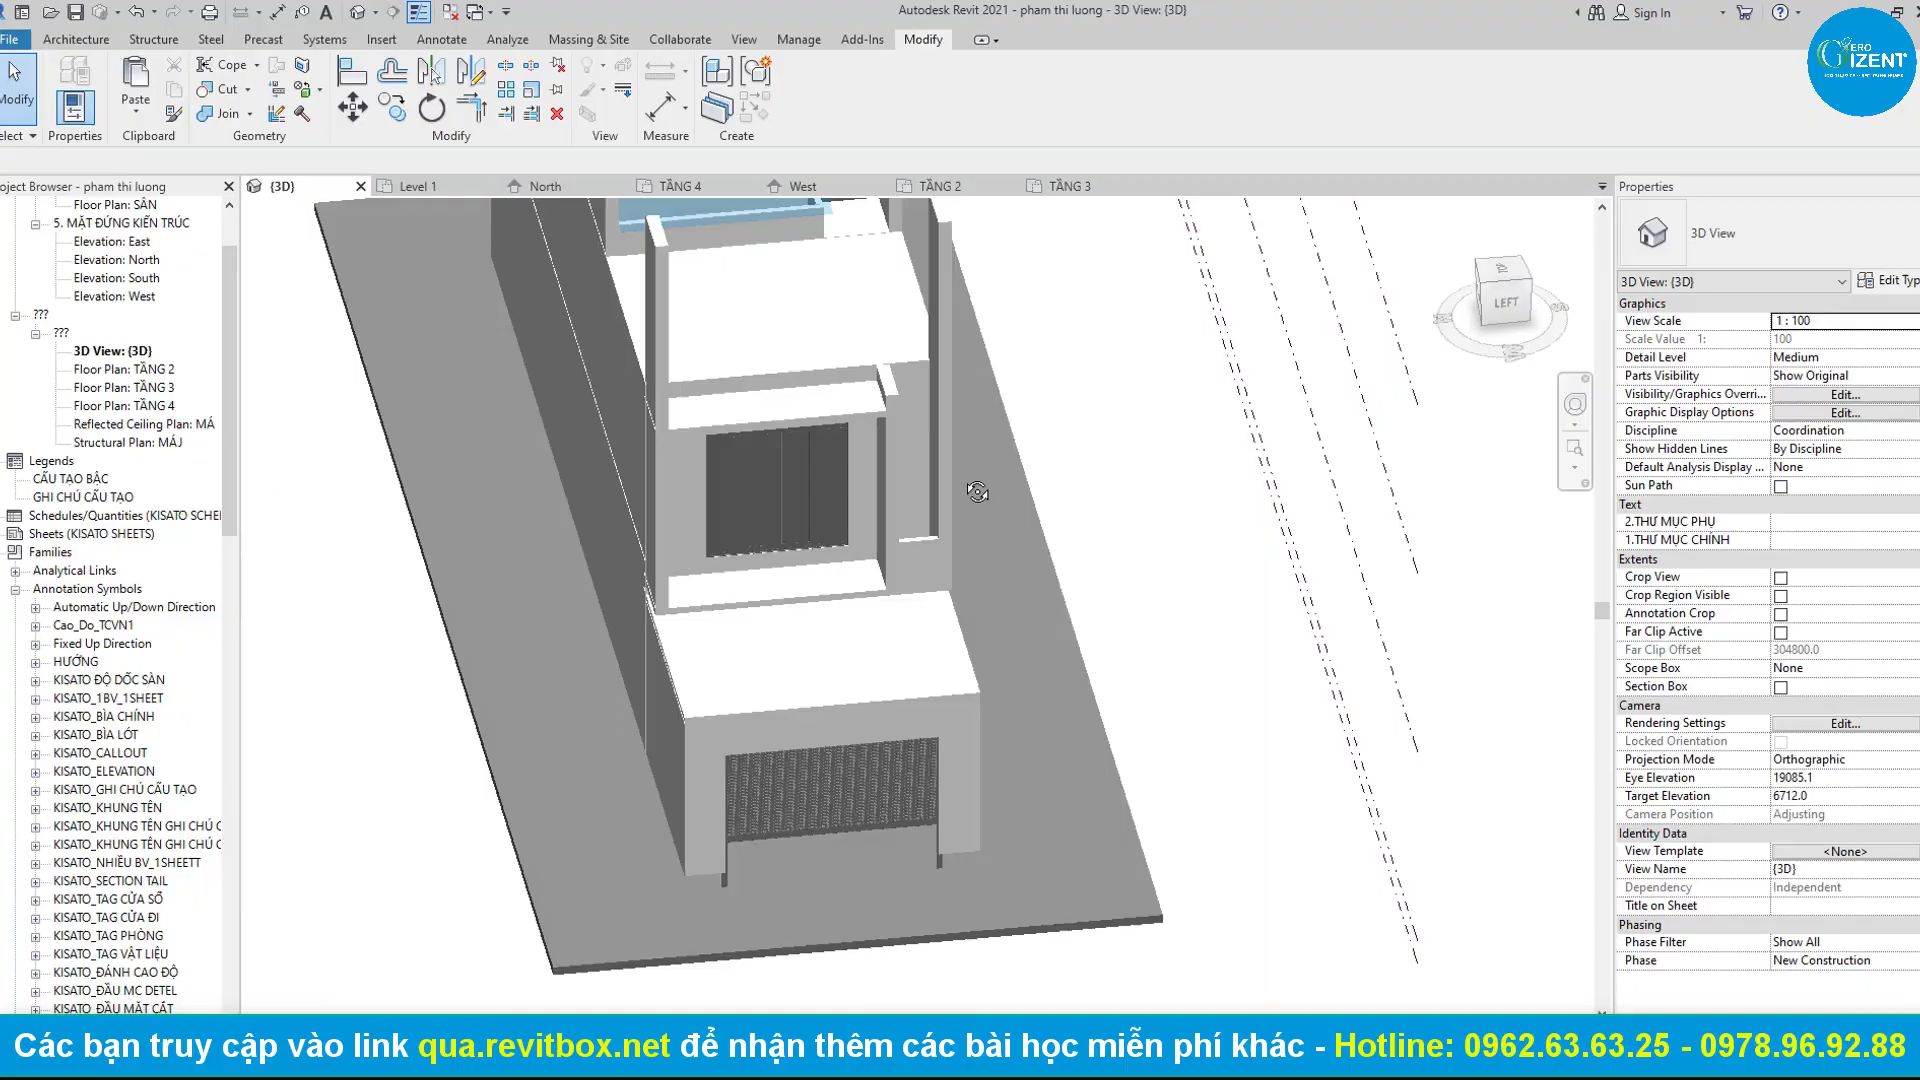 Autodesk Revit 2021 - pham thi luong - 3D View: {3D}
Sign In
File
Architecture
Structure
Steel
Precast
Systems
Insert
Annotate
Analyze
Massing & Site
Collaborate
View
Manage
Add-Ins
Modify
Modify
Paste
Cope
Cut
Join
elect
Properties
Clipboard
Geometry
Modify
View
Measure
Create
oject Browser - pham thi luong
{3D}
Level 1
North
TẦNG 4
West
TẦNG 2
TẦNG 3
Floor Plan: SÂN
5. MẶT ĐỨNG KIẾN TRÚC
Elevation: East
Elevation: North
Elevation: South
Elevation: West
???
???
3D View: {3D}
Floor Plan: TẦNG 2
Floor Plan: TẦNG 3
Floor Plan: TẦNG 4
Reflected Ceiling Plan: MÁ
Structural Plan: MÁJ
Legends
CẤU TẠO BẬC
GHI CHÚ CẤU TẠO
Schedules/Quantities (KISATO SCHE
Sheets (KISATO SHEETS)
Families
Analytical Links
Annotation Symbols
Automatic Up/Down Direction
Cao_Do_TCVN1
Fixed Up Direction
HƯỚNG
KISATO ĐỘ DỐC SÀN
KISATO_1BV_1SHEET
KISATO_BÌA CHÍNH
KISATO_BÌA LÓT
KISATO_CALLOUT
KISATO_ELEVATION
KISATO_GHI CHÚ CẤU TẠO
KISATO_KHUNG TÊN
KISATO_KHUNG TÊN GHI CHÚ C
KISATO_KHUNG TÊN GHI CHÚ C
KISATO_NHIỀU BV_1SHEETT
KISATO_SECTION TAIL
KISATO_TAG CỬA SỔ
KISATO_TAG CỬA ĐI
KISATO_TAG PHÒNG
KISATO_TAG VẬT LIỆU
KISATO_ĐÁNH CAO ĐỘ
KISATO_ĐẦU MC DETEL
KISATO_ĐẦU MẶT CẮT
LEFT
Properties
3D View
3D View: {3D}
Edit Typ
Graphics
View Scale 1 : 100
Scale Value 1: 100
Detail Level Medium
Parts Visibility Show Original
Visibility/Graphics Overri... Edit...
Graphic Display Options Edit...
Discipline Coordination
Show Hidden Lines By Discipline
Default Analysis Display ... None
Sun Path
Text
2.THƯ MỤC PHỤ
1.THƯ MỤC CHÍNH
Extents
Crop View
Crop Region Visible
Annotation Crop
Far Clip Active
Far Clip Offset 304800.0
Scope Box None
Section Box
Camera
Rendering Settings Edit...
Locked Orientation
Projection Mode Orthographic
Eye Elevation 19085.1
Target Elevation 6712.0
Camera Position Adjusting
Identity Data
View Template <None>
View Name {3D}
Dependency Independent
Title on Sheet
Phasing
Phase Filter Show All
Phase New Construction
Các bạn truy cập vào link qua.revitbox.net để nhận thêm các bài học miễn phí khác - Hotline: 0962.63.63.25 - 0978.96.92.88